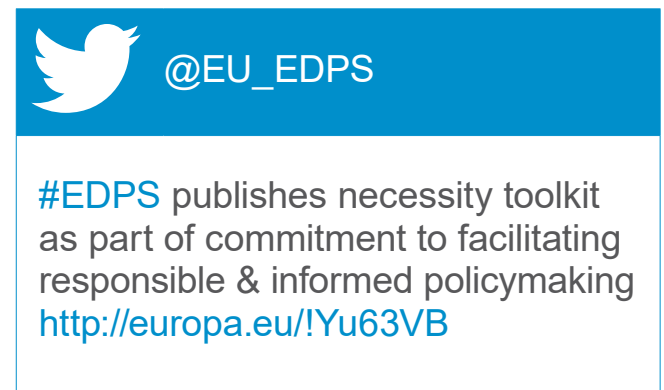 @EU_EDPS
#EDPS publishes necessity toolkit
as part of commitment to facilitating
responsible & informed policymaking
http://europa.eu/!Yu63VB